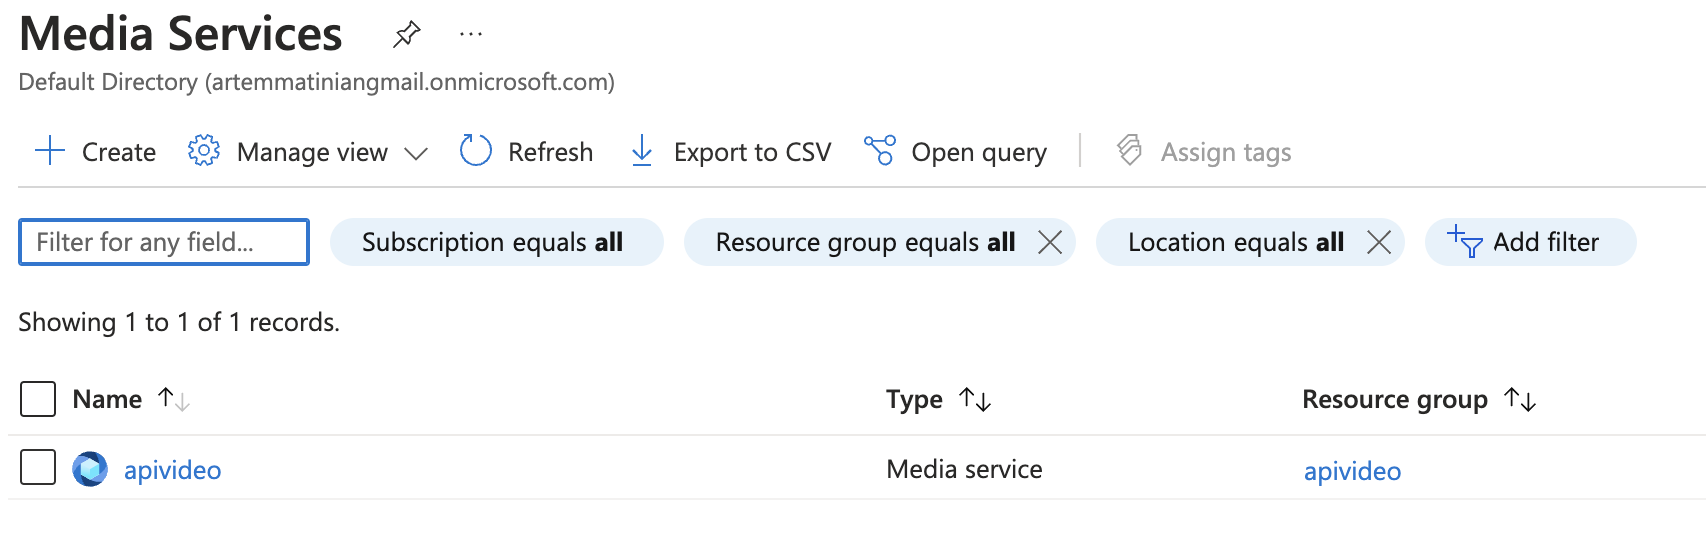 Media Services ...
Default Directory (artemmatiniangmail.onmicrosoft.com)
Create Manage view Refresh Export to CSV Open query Assign tags
Filter for any field... Subscription equals all Resource group equals all Location equals all Add filter
Showing 1 to 1 of 1 records.
Name Type Resource group
apivideo Media service apivideo